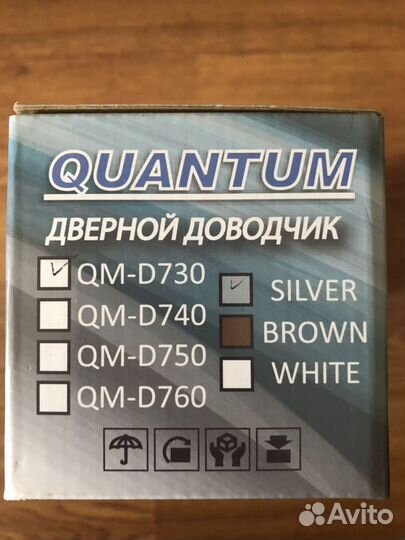 QUANTUM
ДВЕРНОЙ ДОВОДЧИК
QM-D730
QM-D740
QM-D750
QM-D760
SILVER
BROWN
WHITE
Avito